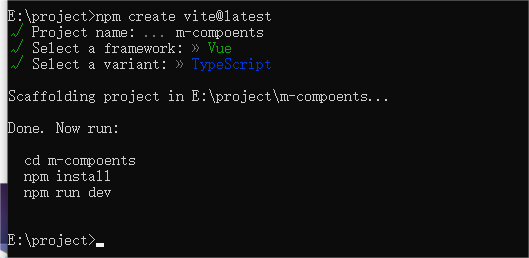 E:\project>npm create vite@latest
√ Project name: ... m-compoents
√ Select a framework: » Vue
√ Select a variant: » TypeScript
Scaffolding project in E:\project\m-compoents...
Done. Now run:
cd m-compoents
npm install
npm run dev
E:\project>